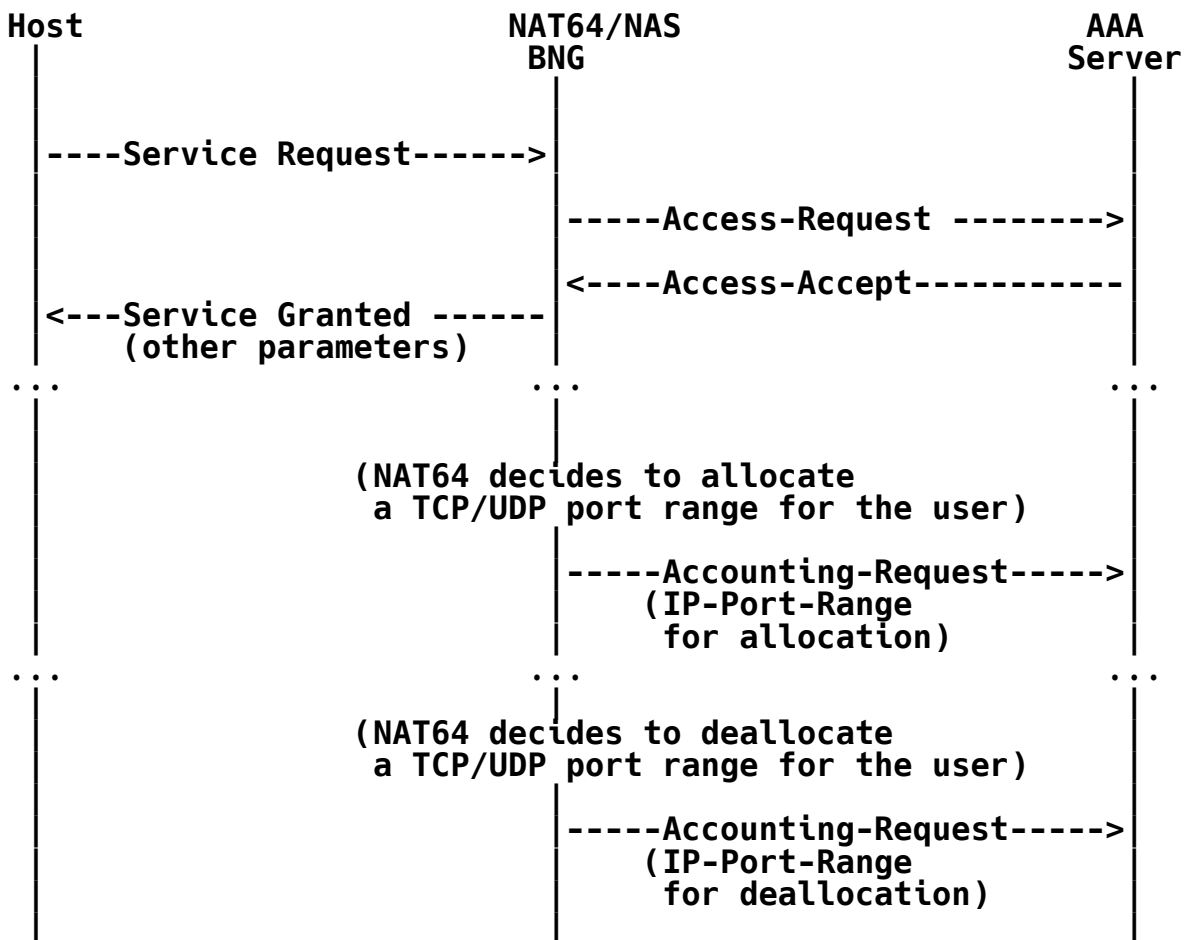 Host NAT64/NAS AAA
BNG Server
----Service Request------>
-----Access-Request -------->
<----Access-Accept-----------
<---Service Granted ------
(other parameters)
... ... ...
(NAT64 decides to allocate
a TCP/UDP port range for the user)
-----Accounting-Request----->
(IP-Port-Range
for allocation)
... ... ...
(NAT64 decides to deallocate
a TCP/UDP port range for the user)
-----Accounting-Request----->
(IP-Port-Range
for deallocation)